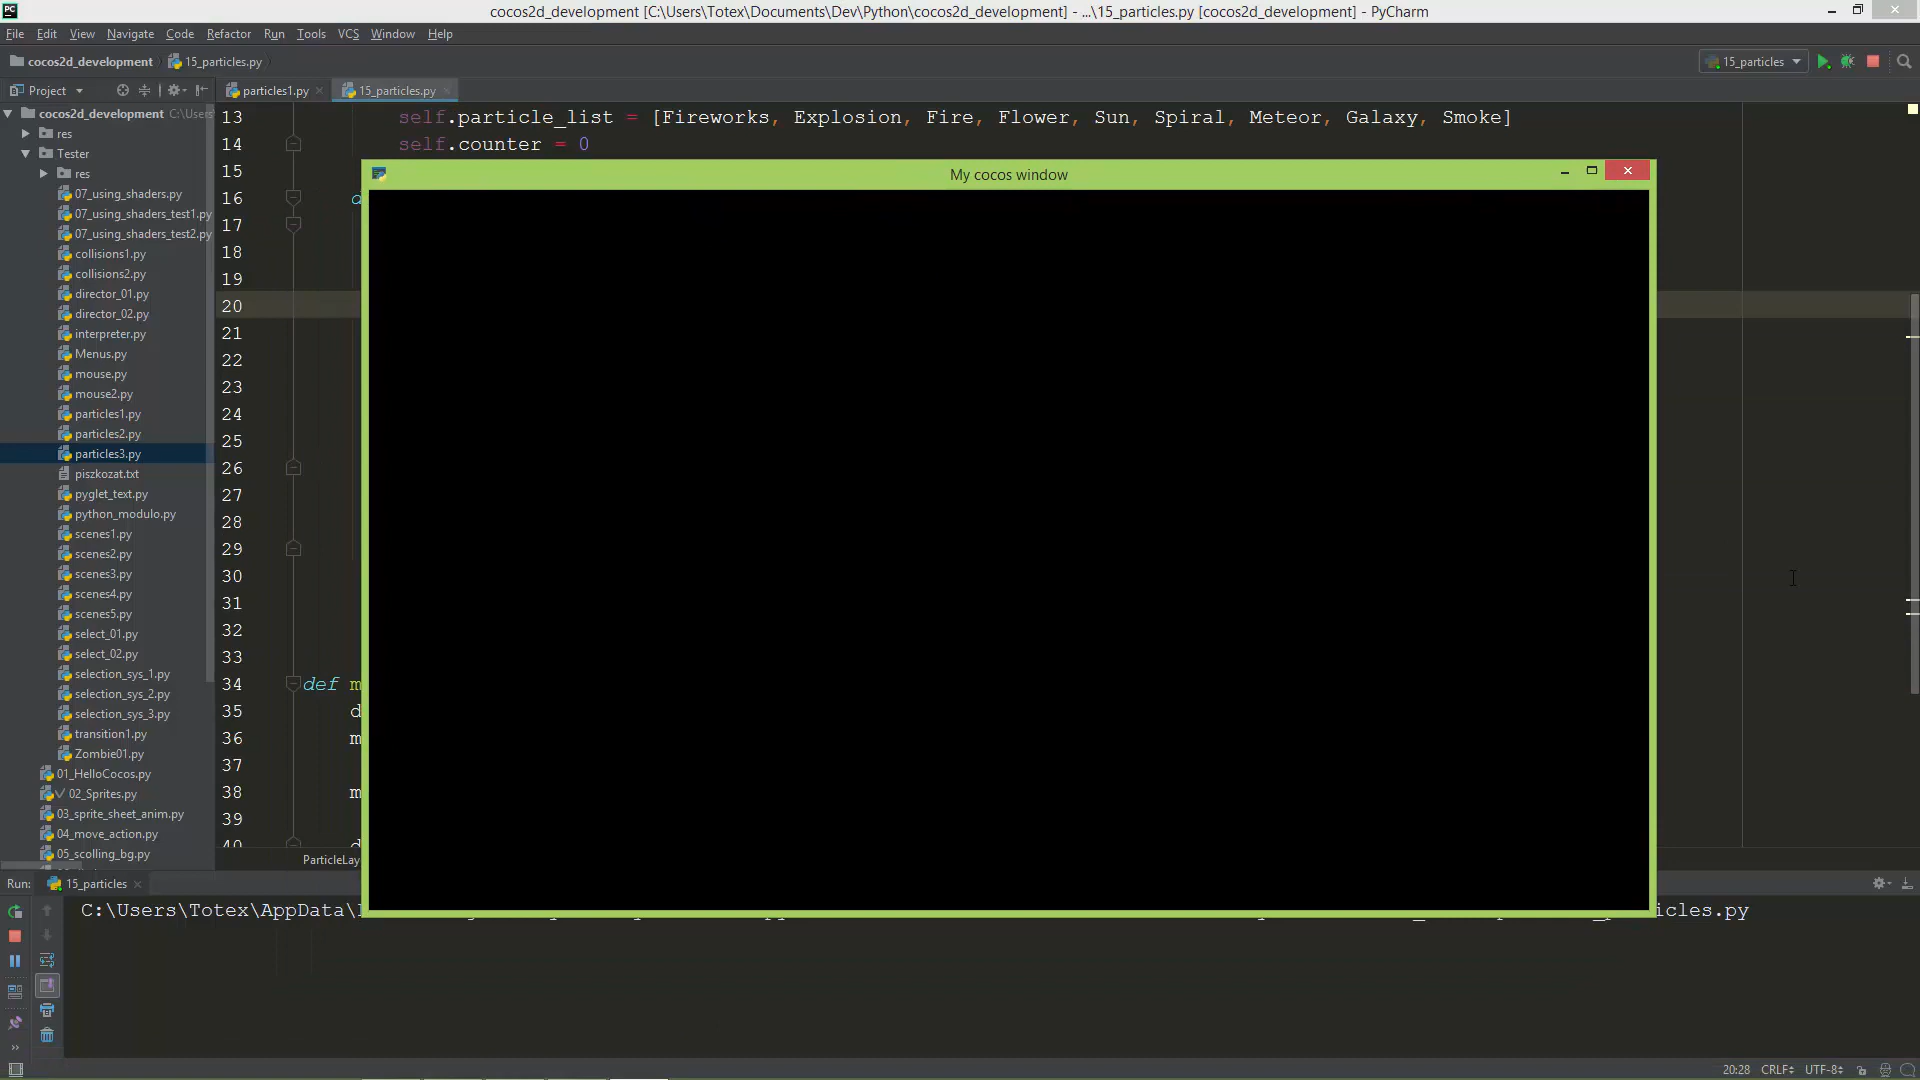 cocos2d_development [C:\Users\Totex\Documents\Dev\Python\cocos2d_development] - ...\15_particles.py [cocos2d_development] - PyCharm
File Edit View Navigate Code Refactor Run Tools VCS Window Help
cocos2d_development 15_particles.py
15_particles
Project
particles1.py 15_particles.py
cocos2d_development C:\Users
res
Tester
res
07_using_shaders.py
07_using_shaders_test1.py
07_using_shaders_test2.py
collisions1.py
collisions2.py
director_01.py
director_02.py
interpreter.py
Menus.py
mouse.py
mouse2.py
particles1.py
particles2.py
particles3.py
piszkozat.txt
pyglet_text.py
python_modulo.py
scenes1.py
scenes2.py
scenes3.py
scenes4.py
scenes5.py
select_01.py
select_02.py
selection_sys_1.py
selection_sys_2.py
selection_sys_3.py
transition1.py
Zombie01.py
01_HelloCocos.py
02_Sprites.py
03_sprite_sheet_anim.py
04_move_action.py
05_scolling_bg.py
13 self.particle_list = [Fireworks, Explosion, Fire, Flower, Sun, Spiral, Meteor, Galaxy, Smoke]
14 self.counter = 0
15
16 d
17
18
19
20
21
22
23
24
25
26
27
28
29
30
31
32
33
34 def m
35 d
36 m
37
38 m
39
40 d
My cocos window
ParticleLay
Run: 15_particles
C:\Users\Totex\AppData\
icles.py
20:28 CRLF UTF-8